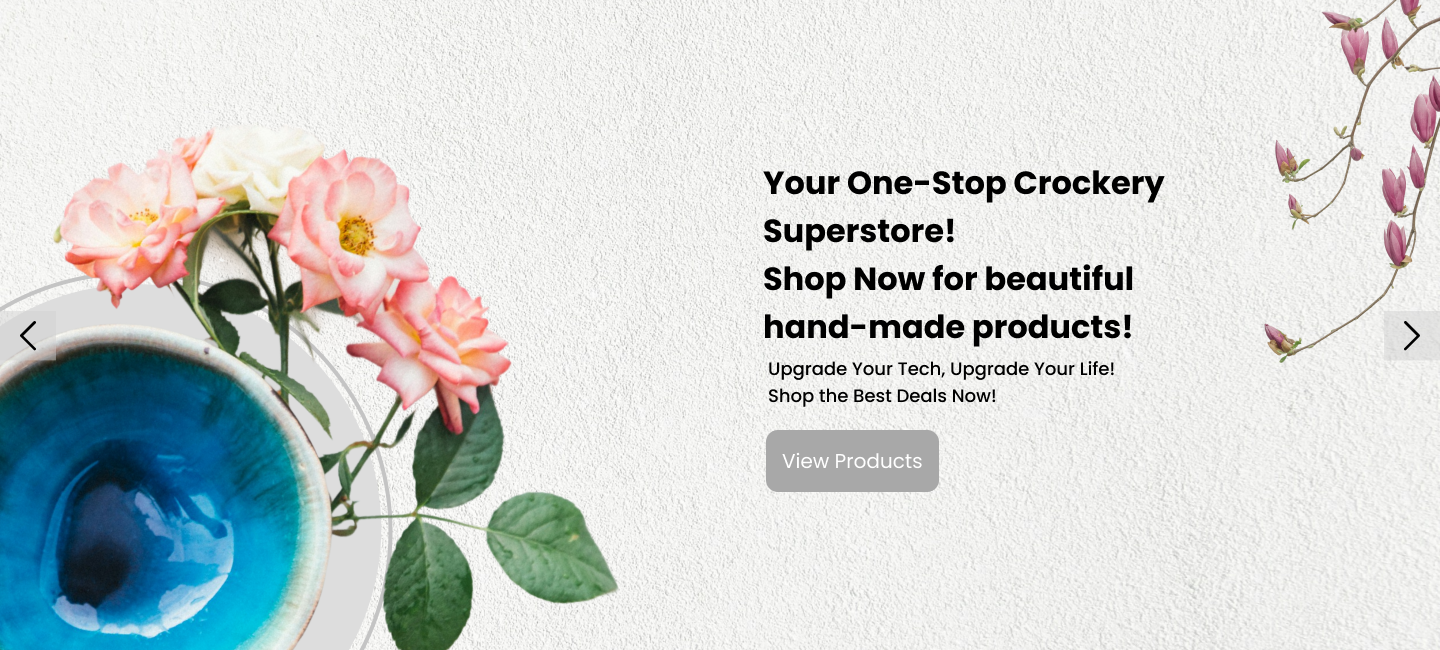 Your One-Stop Crockery
Superstore!
Shop Now for beautiful
hand-made products!
Upgrade Your Tech, Upgrade Your Life!
Shop the Best Deals Now!
View Products